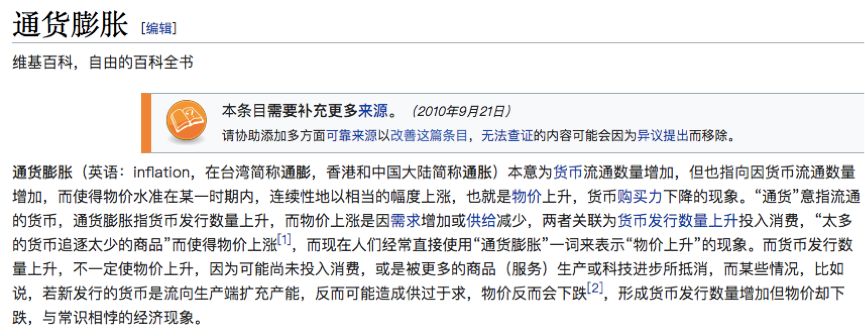 通货膨胀 [编辑]
维基百科，自由的百科全书
本条目需要补充更多来源。 （2010年9月21日）
请协助添加多方面可靠来源以改善这篇条目，无法查证的内容可能会因为异议提出而移除。
通货膨胀（英语：inflation，在台湾简称通膨，香港和中国大陆简称通胀）本意为货币流通数量增加，但也指向因货币流通数量
增加，而使得物价水准在某一时期内，连续性地以相当的幅度上涨，也就是物价上升，货币购买力下降的现象。“通货”意指流通
的货币，通货膨胀指货币发行数量上升，而物价上涨是因需求增加或供给减少，两者关联为货币发行数量上升投入消费，“太多
的货币追逐太少的商品”而使得物价上涨[1]，而现在人们经常直接使用“通货膨胀”一词来表示“物价上升”的现象。而货币发行数
量上升，不一定使物价上升，因为可能尚未投入消费，或是被更多的商品（服务）生产或科技进步所抵消，而某些情况，比如
说，若新发行的货币是流向生产端扩充产能，反而可能造成供过于求，物价反而会下跌[2]，形成货币发行数量增加但物价却下
跌，与常识相悖的经济现象。